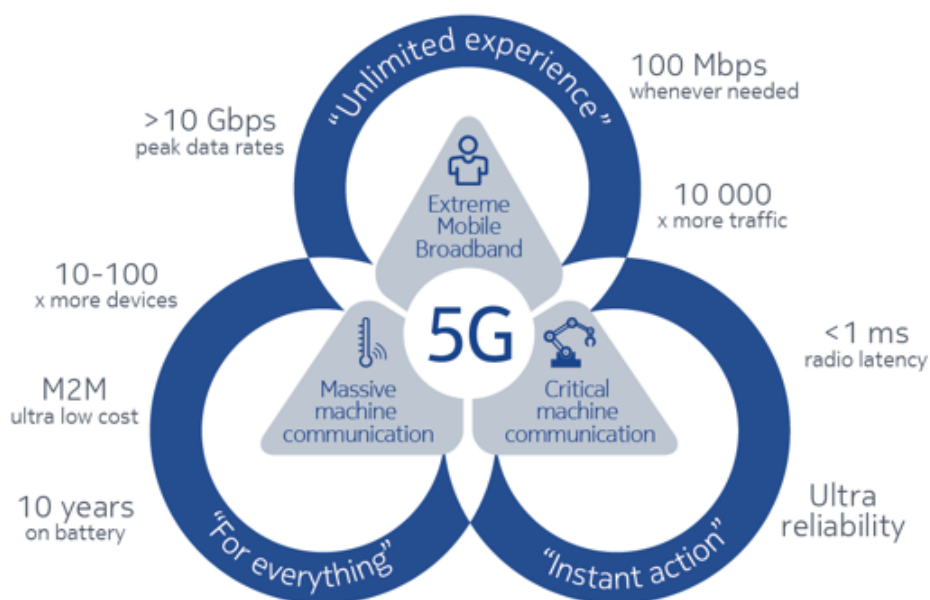 "Unlimited experience"
100 Mbps
whenever needed
>10 Gbps
peak data rates
Extreme
Mobile
Broadband
10 000
x more traffic
10-100
x more devices
5G
<1 ms
radio latency
M2M
ultra low cost
Massive
machine
communication
Critical
machine
communication
10 years
on battery
Ultra
reliability
"For everything"
"Instant action"